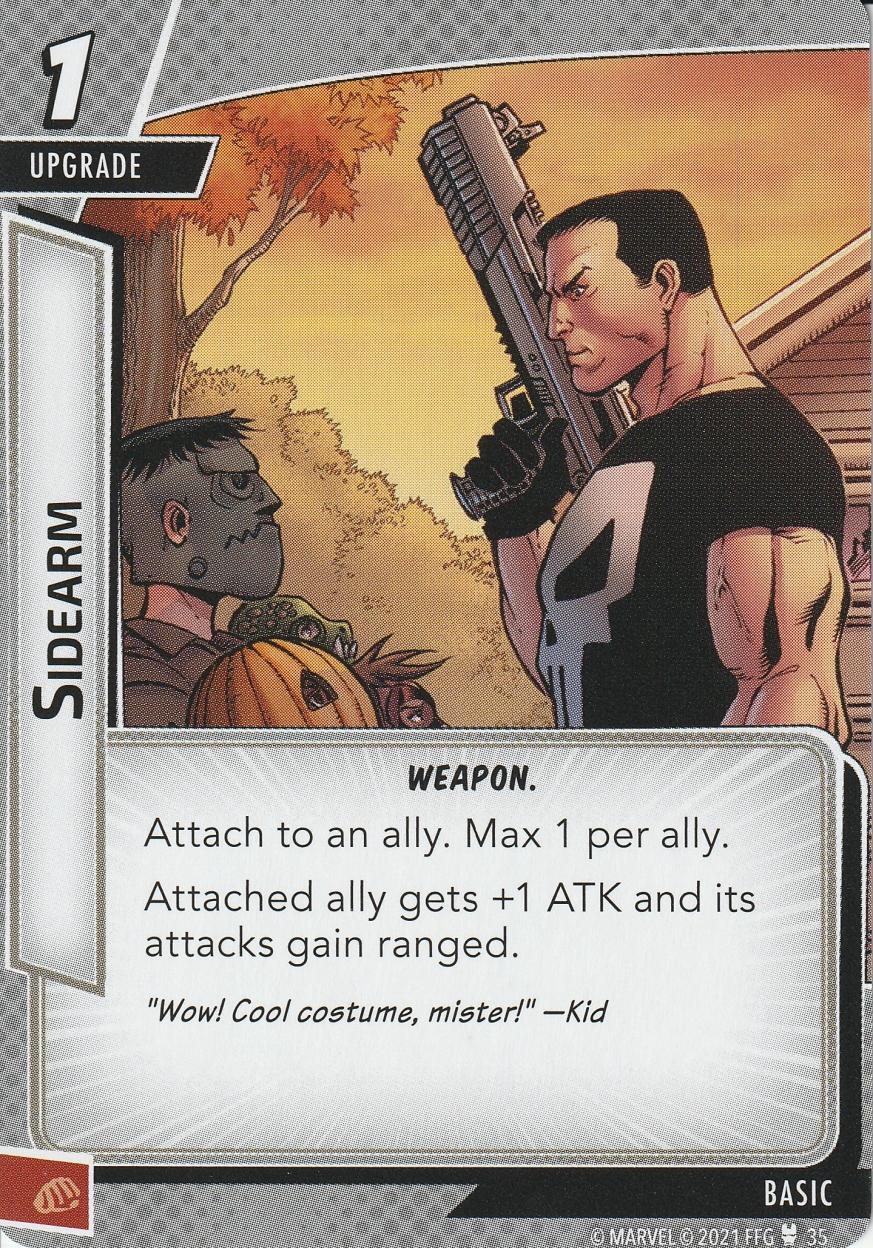 1
UPGRADE
SIDEARM
WEAPON.
Attach to an ally. Max 1 per ally.
Attached ally gets +1 ATK and its
attacks gain ranged.
"Wow! Cool costume, mister!" —Kid
BASIC
© MARVEL © 2021 FFG 35